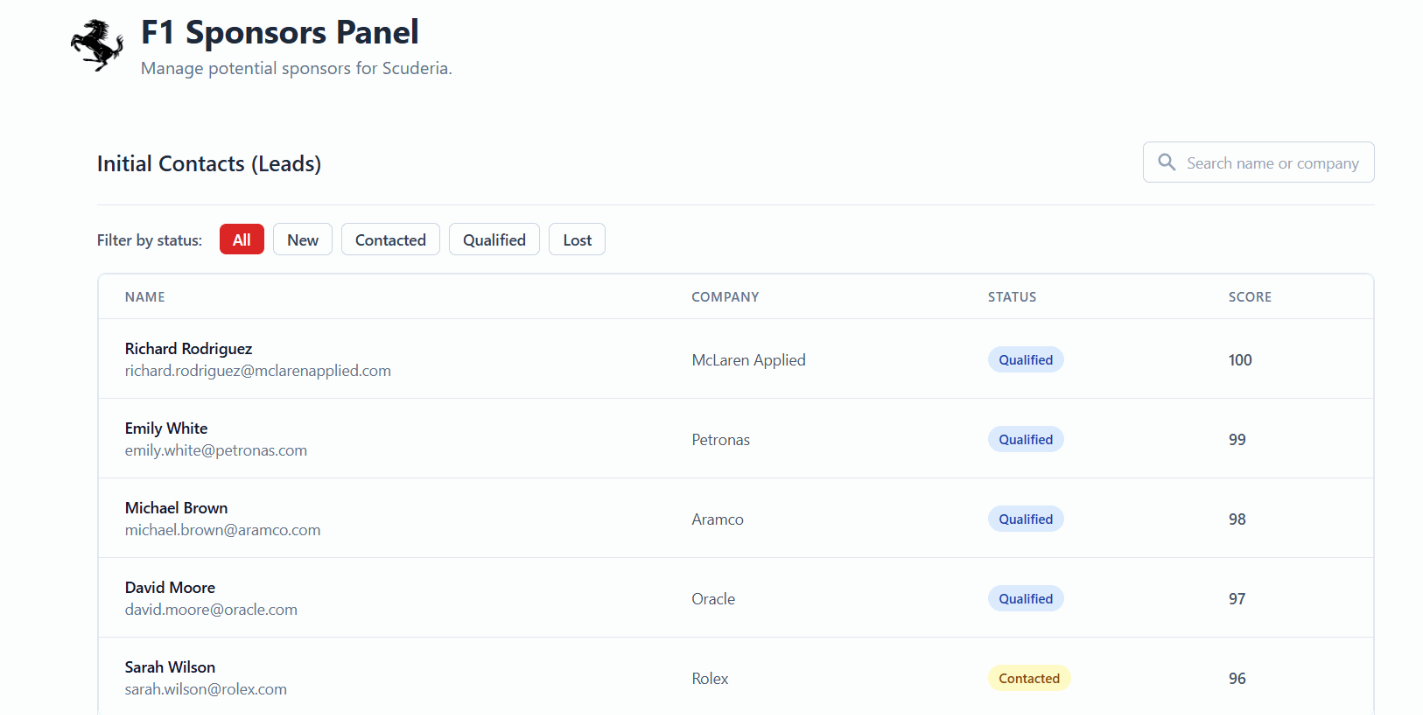 F1 Sponsors Panel
Manage potential sponsors for Scuderia.
Initial Contacts (Leads)
Search name or company
Filter by status: All New Contacted Qualified Lost
NAME COMPANY STATUS SCORE
Richard Rodriguez
richard.rodriguez@mclarenapplied.com
McLaren Applied Qualified 100
Emily White
emily.white@petronas.com
Petronas Qualified 99
Michael Brown
michael.brown@aramco.com
Aramco Qualified 98
David Moore
david.moore@oracle.com
Oracle Qualified 97
Sarah Wilson
sarah.wilson@rolex.com
Rolex Contacted 96